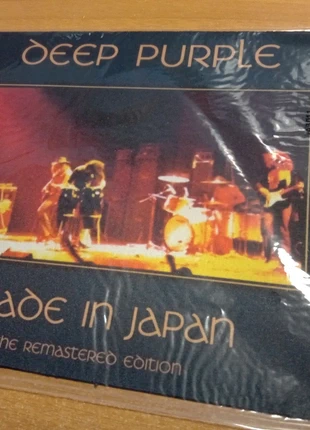 DEEP PURPLE
ADE IN JAPAN
HE REMASTERED EDITION